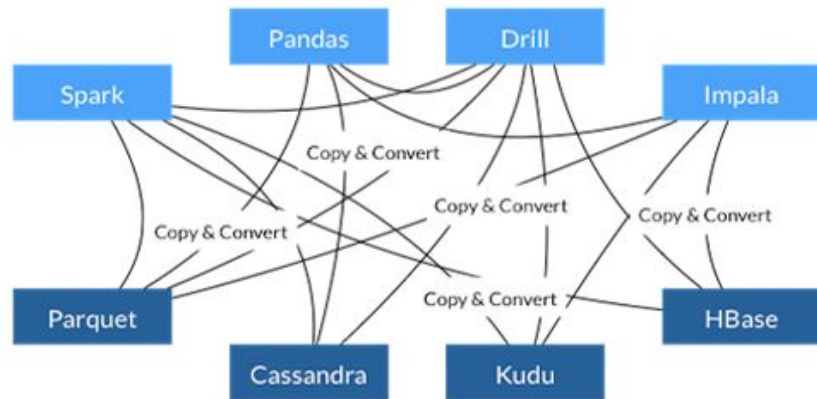 Pandas
Drill
Spark
Impala
Copy & Convert
Copy & Convert
Copy & Convert
Copy & Convert
Copy & Convert
Parquet
HBase
Cassandra
Kudu